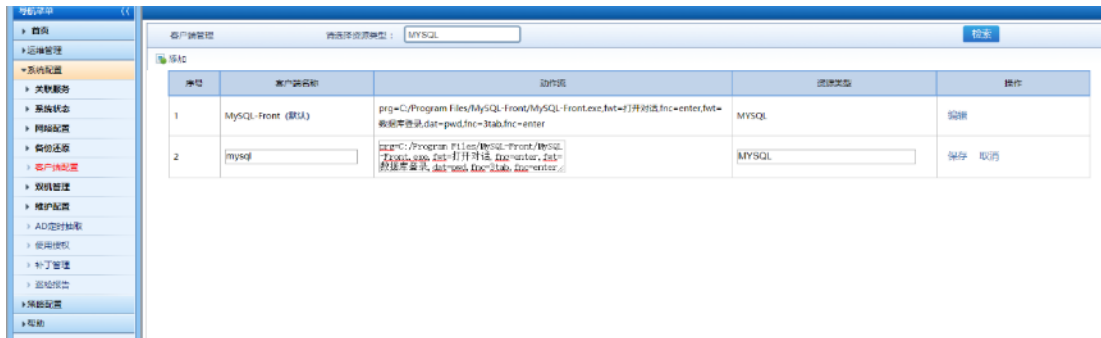 导航菜单
首页
运维管理
系统配置
关联服务
系统状态
网络配置
备份还原
客户端配置
双机管理
维护配置
AD定时抽取
使用授权
补丁管理
巡检报告
策略配置
帮助
客户端管理 请选择资源类型： MYSQL 检索
添加
序号 客户端名称 动作流 资源类型 操作
1 MySQL-Front (默认) prg=C:/Program Files/MySQL-Front/MySQL-Front.exe,fwt=打开对话,fnc=enter,fwt= MYSQL 编辑
数据库登录,dat=pwd,fnc=3tab,fnc=enter
2 mysql prg=C:/Program Files/MySQL-Front/MySQL MYSQL 保存 取消
-Front.exe,fwt=打开对话,fnc=enter,fwt=
数据库登录,dat=pwd,fnc=3tab,fnc=enter